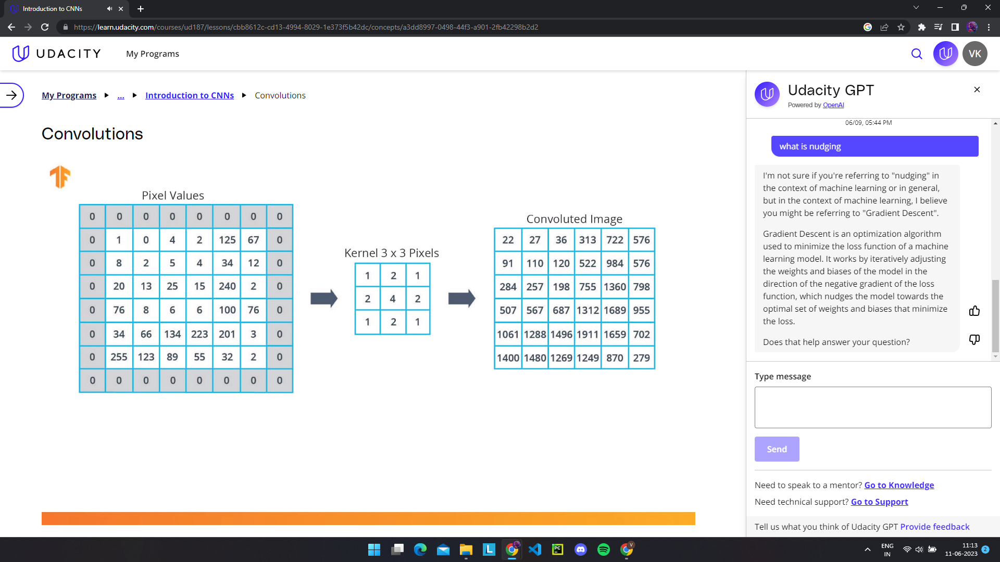 Introduction to CNNs
https://learn.udacity.com/courses/ud187/lessons/cbb8612c-cd13-4994-8029-1e373f5b42dc/concepts/a3dd8997-0498-44f3-a901-2fb42298b2d2
UDACITY
My Programs
VK
My Programs ... Introduction to CNNs Convolutions
Convolutions
Pixel Values
0 0 0 0 0 0 0 0
0 1 0 4 2 125 67 0
0 8 2 5 4 34 12 0
0 20 13 25 15 240 2 0
0 76 8 6 6 100 76 0
0 34 66 134 223 201 3 0
0 255 123 89 55 32 2 0
0 0 0 0 0 0 0 0
Kernel 3 x 3 Pixels
1 2 1
2 4 2
1 2 1
Convoluted Image
22 27 36 313 722 576
91 110 120 522 984 576
284 257 198 755 1360 798
507 567 687 1312 1689 955
1061 1288 1496 1911 1659 702
1400 1480 1269 1249 870 279
Udacity GPT
Powered by OpenAI
06/09, 05:44 PM
what is nudging
I'm not sure if you're referring to "nudging" in
the context of machine learning or in general,
but in the context of machine learning, I believe
you might be referring to "Gradient Descent".
Gradient Descent is an optimization algorithm
used to minimize the loss function of a machine
learning model. It works by iteratively adjusting
the weights and biases of the model in the
direction of the negative gradient of the loss
function, which nudges the model towards the
optimal set of weights and biases that minimize
the loss.
Does that help answer your question?
Type message
Send
Need to speak to a mentor? Go to Knowledge
Need technical support? Go to Support
Tell us what you think of Udacity GPT Provide feedback
L
PC
V
ENG
IN
11:13
11-06-2023
2